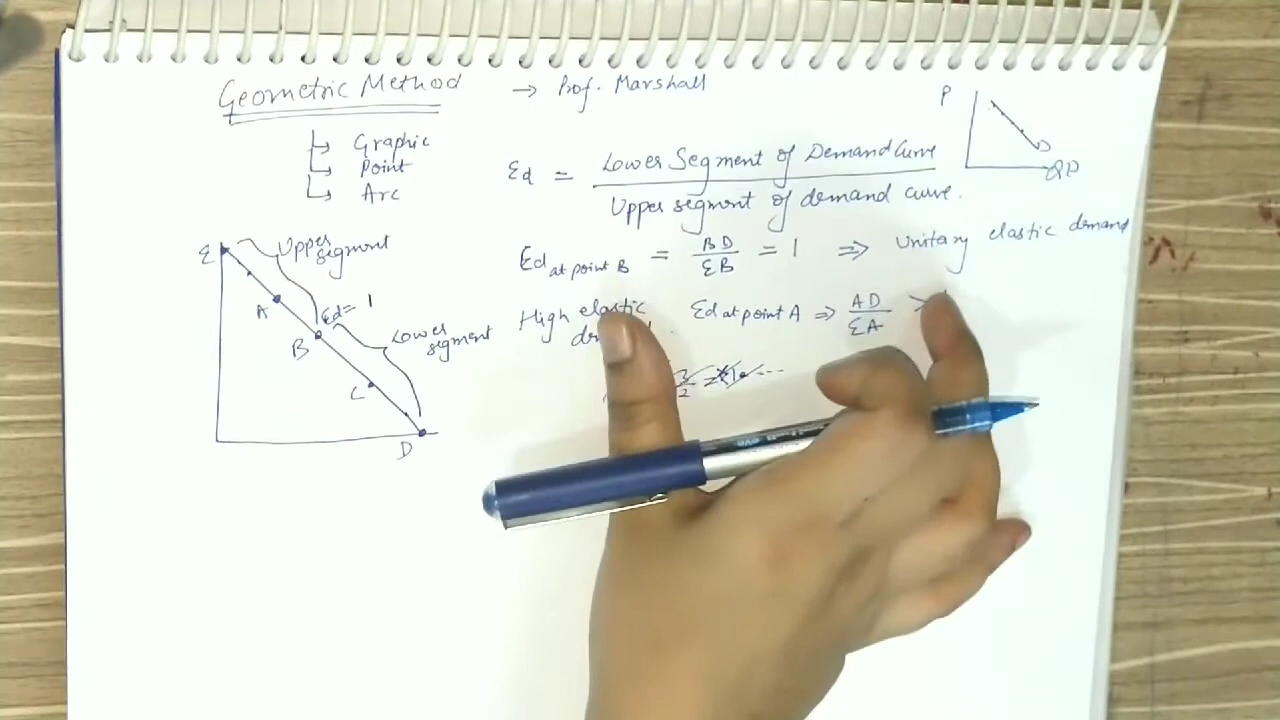 Geometric Method → Prof. Marshall
Graphic
Point
Arc
P
D
QD
Ed = Lower Segment of Demand Curve
Upper segment of demand curve.
E
Upper segment
A
Ed = 1
B
Lower segment
C
D
Ed at point B = BD/EB = 1 ⇒ Unitary elastic demand
High elastic
Ed at point A ⇒ AD/EA >